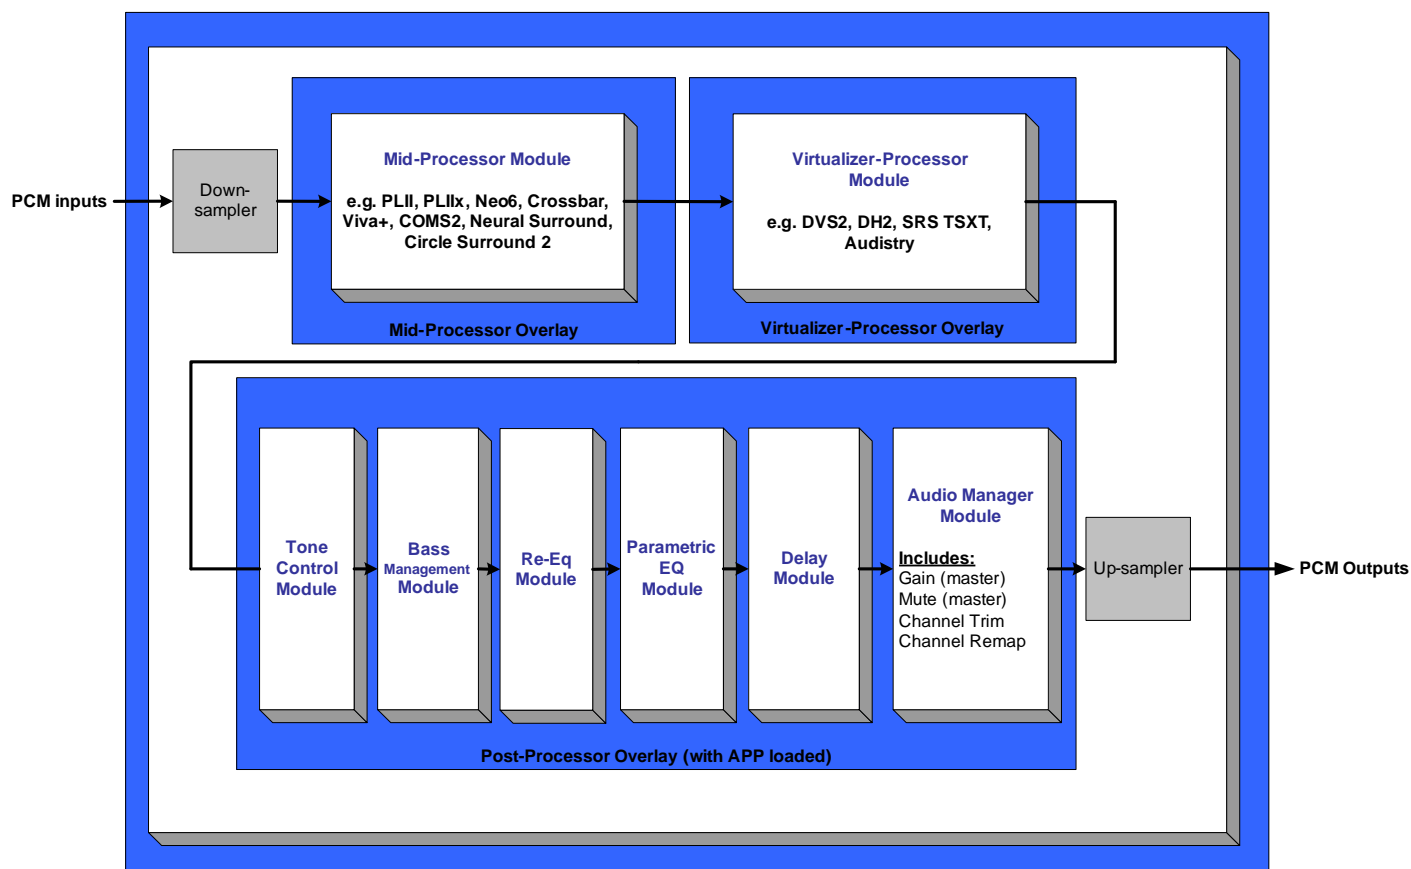 PCM inputs
Down-
sampler
Mid-Processor Module
e.g. PLII, PLIIx, Neo6, Crossbar,
Viva+, COMS2, Neural Surround,
Circle Surround 2
Mid-Processor Overlay
Virtualizer-Processor
Module
e.g. DVS2, DH2, SRS TSXT,
Audistry
Virtualizer-Processor Overlay
Tone
Control
Module
Bass
Management
Module
Re-Eq
Module
Parametric
EQ
Module
Delay
Module
Audio Manager
Module
Includes:
Gain (master)
Mute (master)
Channel Trim
Channel Remap
Post-Processor Overlay (with APP loaded)
Up-sampler
PCM Outputs